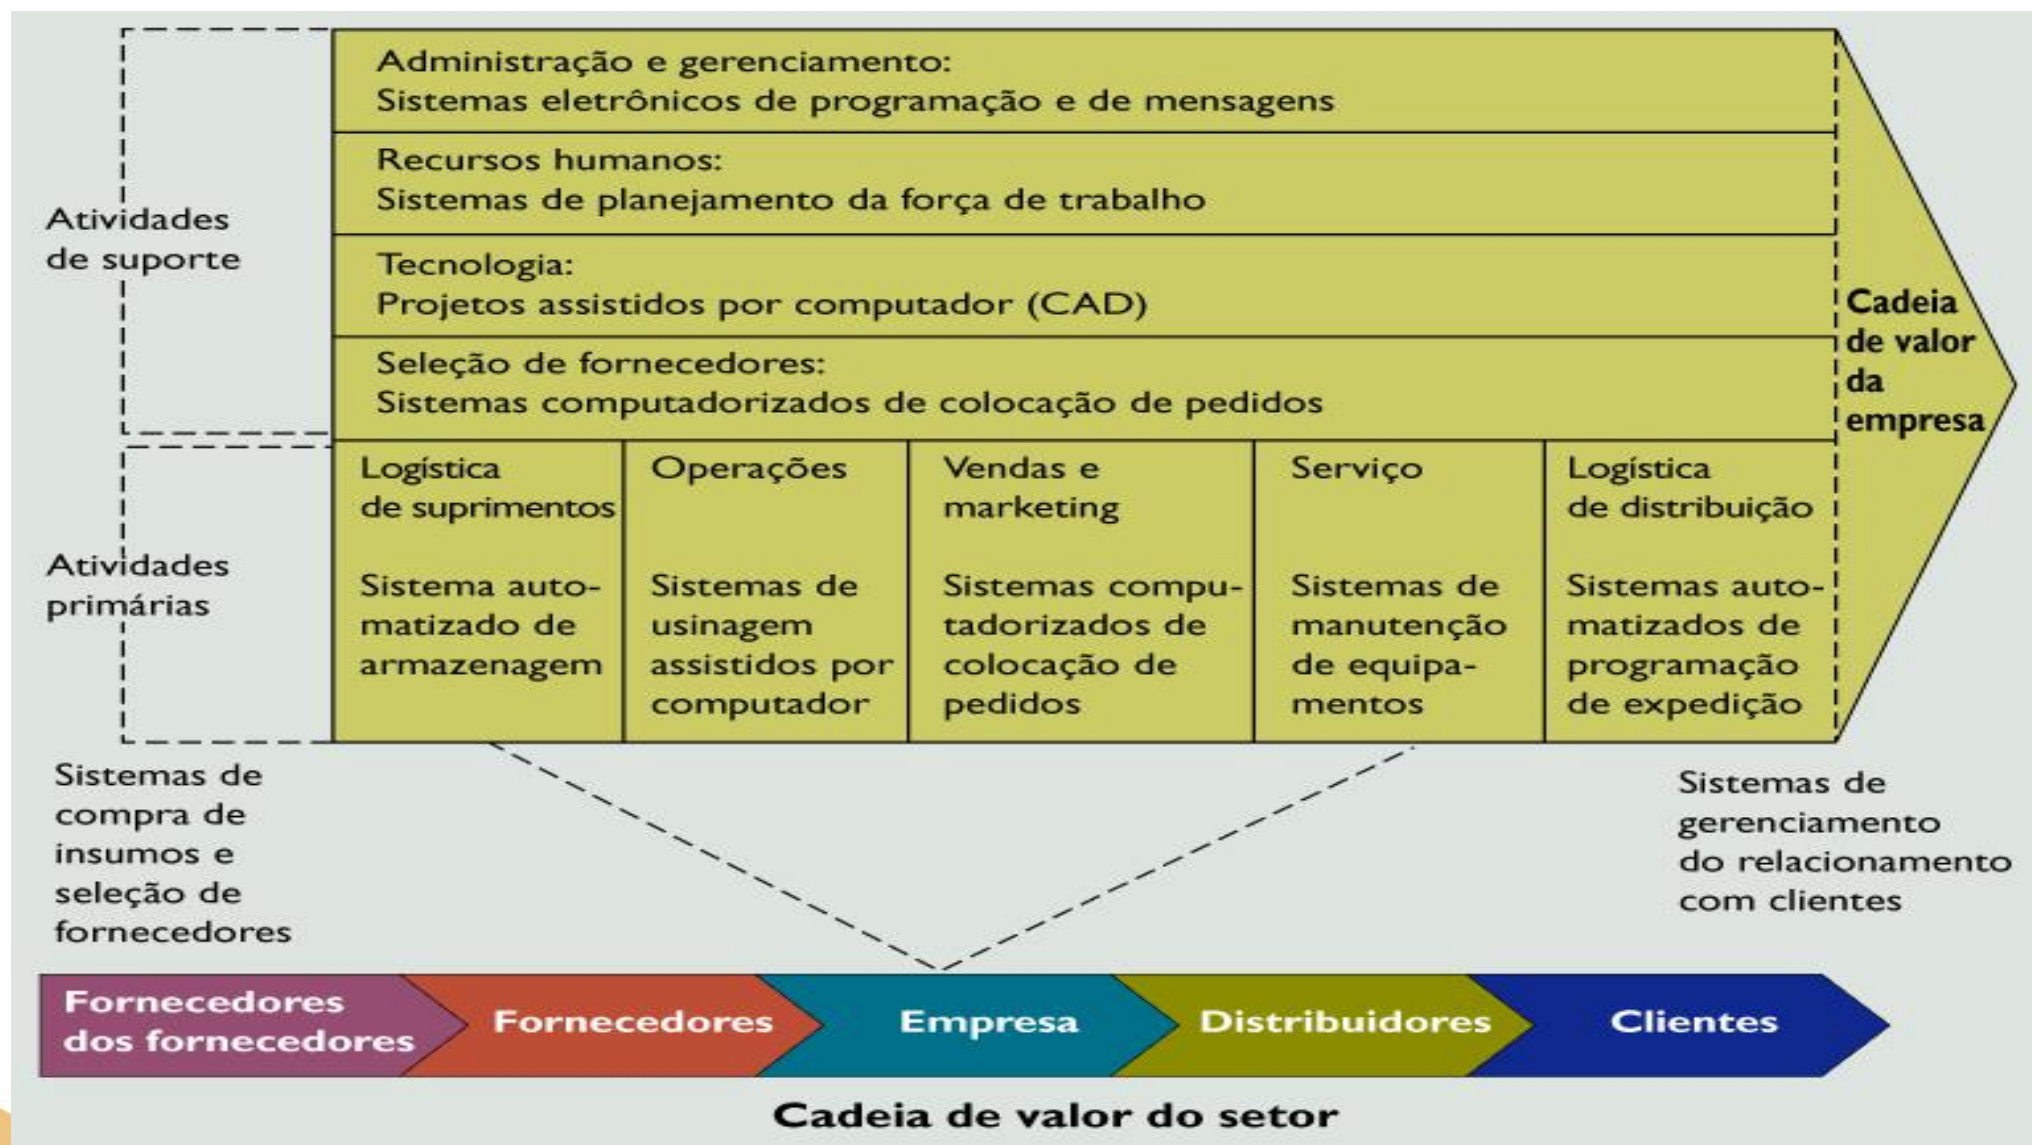 Administração e gerenciamento:
Sistemas eletrônicos de programação e de mensagens
Recursos humanos:
Sistemas de planejamento da força de trabalho
Atividades
de suporte
Tecnologia:
Projetos assistidos por computador (CAD)
Seleção de fornecedores:
Sistemas computadorizados de colocação de pedidos
Cadeia
de valor
da
empresa
Atividades
primárias
Logística
de suprimentos
Sistema auto-
matizado de
armazenagem
Operações
Sistemas de
usinagem
assistidos por
computador
Vendas e
marketing
Sistemas compu-
tadorizados de
colocação de
pedidos
Serviço
Sistemas de
manutenção
de equipa-
mentos
Logística
de distribuição
Sistemas auto-
matizados de
programação
de expedição
Sistemas de
compra de
insumos e
seleção de
fornecedores
Sistemas de
gerenciamento
do relacionamento
com clientes
Fornecedores
dos fornecedores
Fornecedores
Empresa
Distribuidores
Clientes
Cadeia de valor do setor